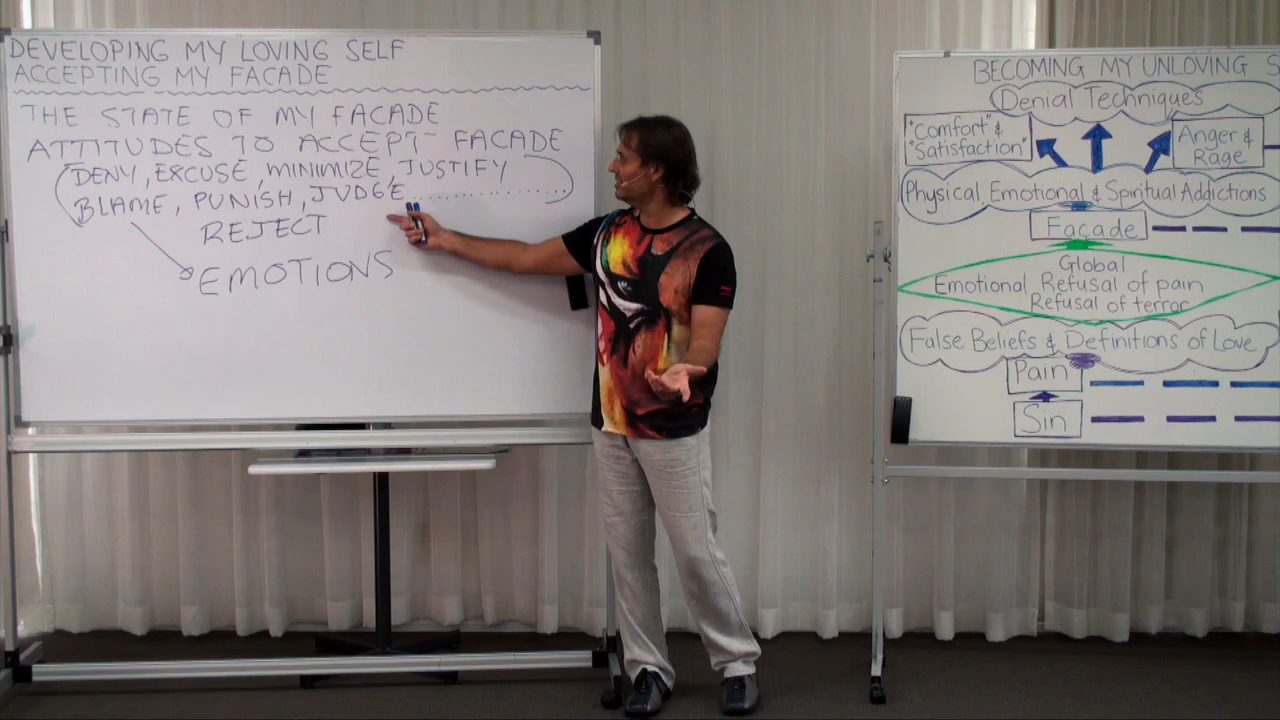 DEVELOPING MY LOVING SELF
ACCEPTING MY FACADE
THE STATE OF MY FACADE
ATTITUDES TO ACCEPT FACADE
DENY, EXCUSE, MINIMIZE, JUSTIFY
BLAME, PUNISH, JUDGE..................
REJECT
EMOTIONS
BECOMING MY UNLOVING S
Denial Techniques
"Comfort" &
"Satisfaction"
Anger &
Rage
Physical, Emotional & Spiritual Addictions
Façade
Global
Emotional Refusal of pain
Refusal of terror
False Beliefs & Definitions of Love
Pain
Sin